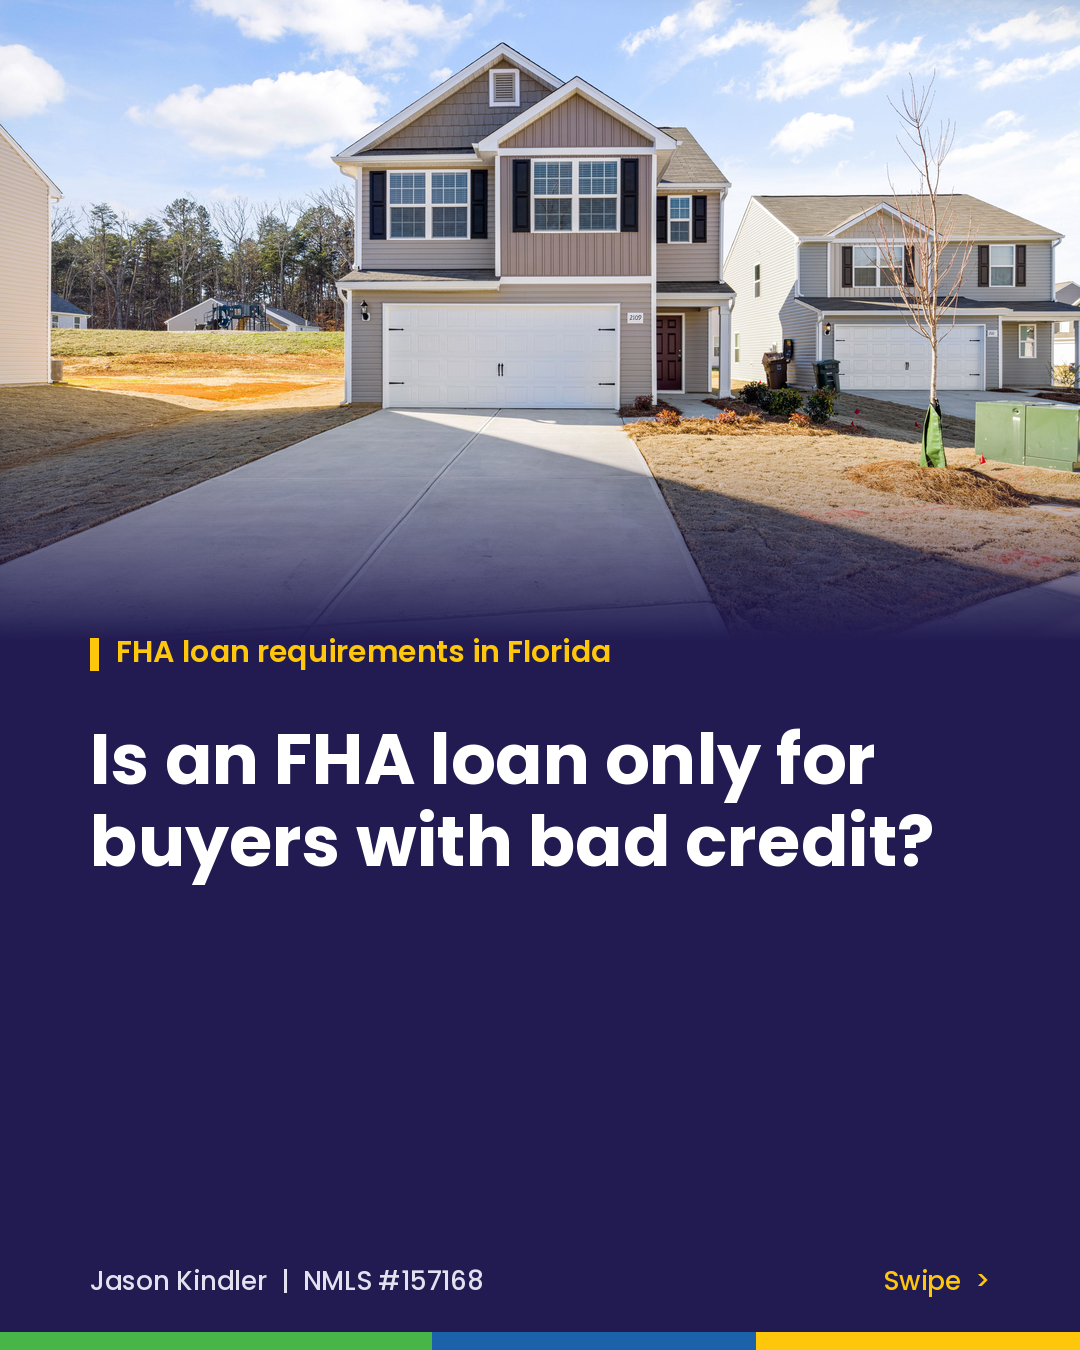 2109
FHA loan requirements in Florida
Is an FHA loan only for
buyers with bad credit?
Jason Kindler | NMLS #157168
Swipe >